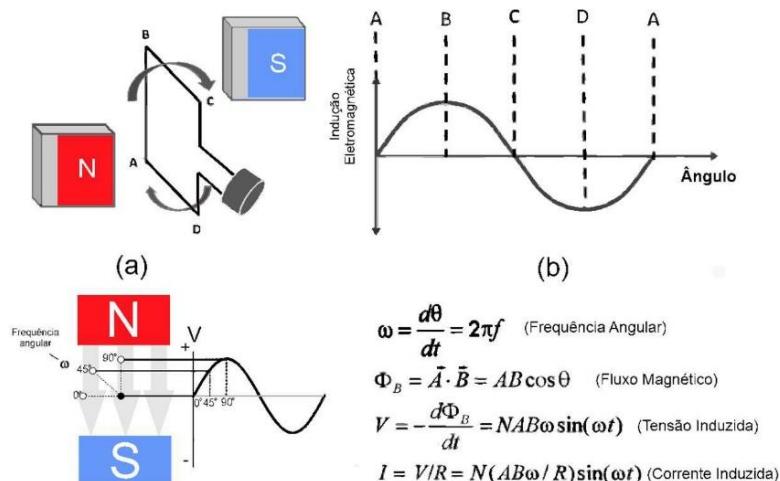 B
S
C
N
A
D
(a)
A B C D A
Indução
Eletromagnética
Ângulo
(b)
N
Frequência
angular
ω
90°
45°
0°
S
+V
0° 45° 90°
-
ω = dθ/dt = 2πf (Frequência Angular)
Φ_B = A⃗ · B⃗ = AB cos θ (Fluxo Magnético)
V = - dΦ_B/dt = NABω sin(ωt) (Tensão Induzida)
I = V/R = N(ABω / R) sin(ωt) (Corrente Induzida)